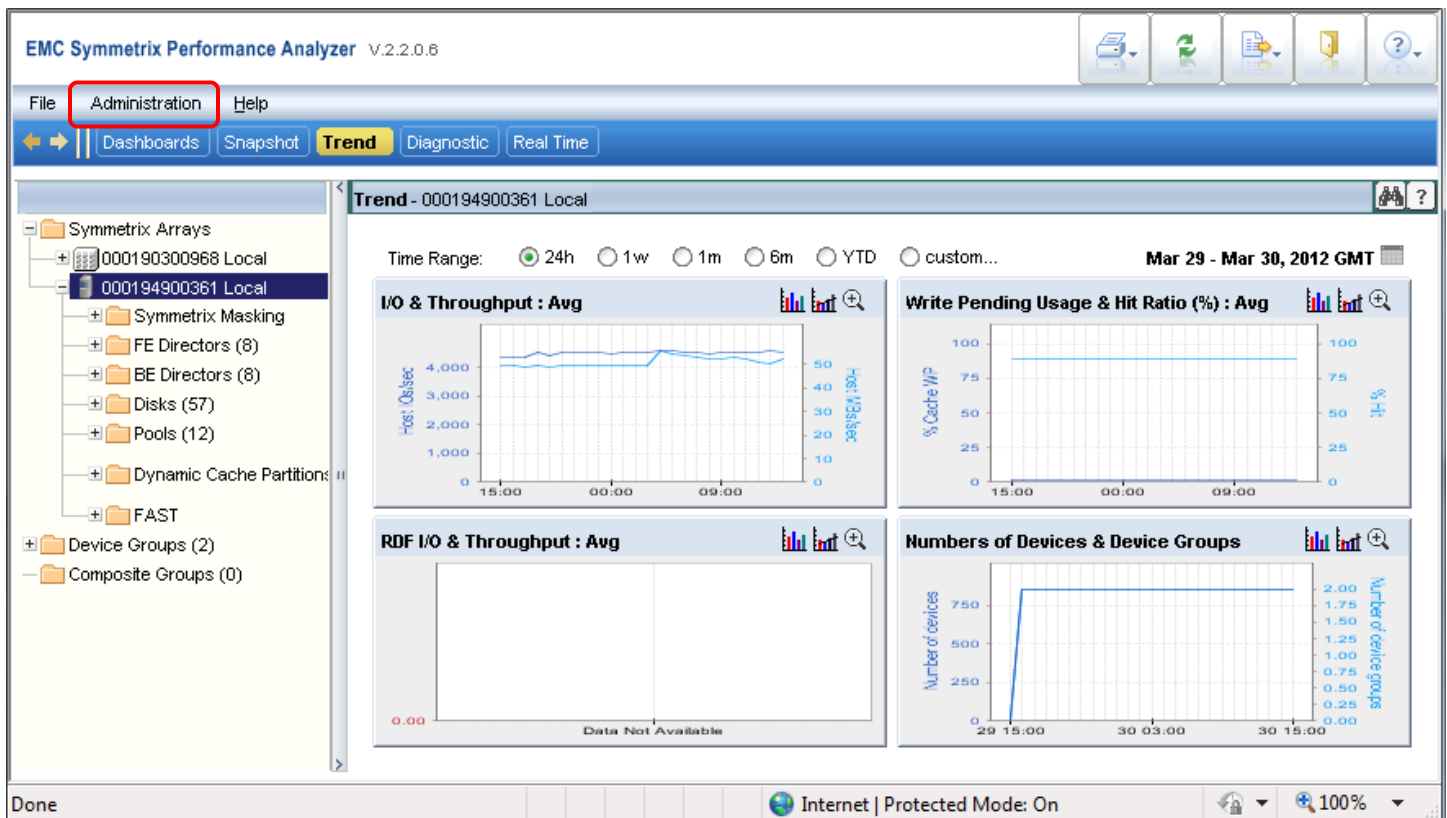 EMC Symmetrix Performance Analyzer V.2.2.0.6
File Administration Help
Dashboards Snapshot Trend Diagnostic Real Time
Trend - 000194900361 Local
Symmetrix Arrays
000190300968 Local
000194900361 Local
Symmetrix Masking
FE Directors (8)
BE Directors (8)
Disks (57)
Pools (12)
Dynamic Cache Partitions
FAST
Device Groups (2)
Composite Groups (0)
Time Range: 24h 1w 1m 6m YTD custom... Mar 29 - Mar 30, 2012 GMT
I/O & Throughput : Avg
Host IOs/sec
4,000
3,000
2,000
1,000
0
50
40
30
20
10
0
Host MBs/sec
15:00 00:00 09:00
Write Pending Usage & Hit Ratio (%) : Avg
% Cache WP
100
75
50
25
0
100
75
50
25
0
% Hit
15:00 00:00 09:00
RDF I/O & Throughput : Avg
0.00
Data Not Available
Numbers of Devices & Device Groups
Number of devices
750
500
250
0
2.00
1.75
1.50
1.25
1.00
0.75
0.50
0.25
0.00
Number of device groups
29 15:00 30 03:00 30 15:00
Done Internet | Protected Mode: On 100%